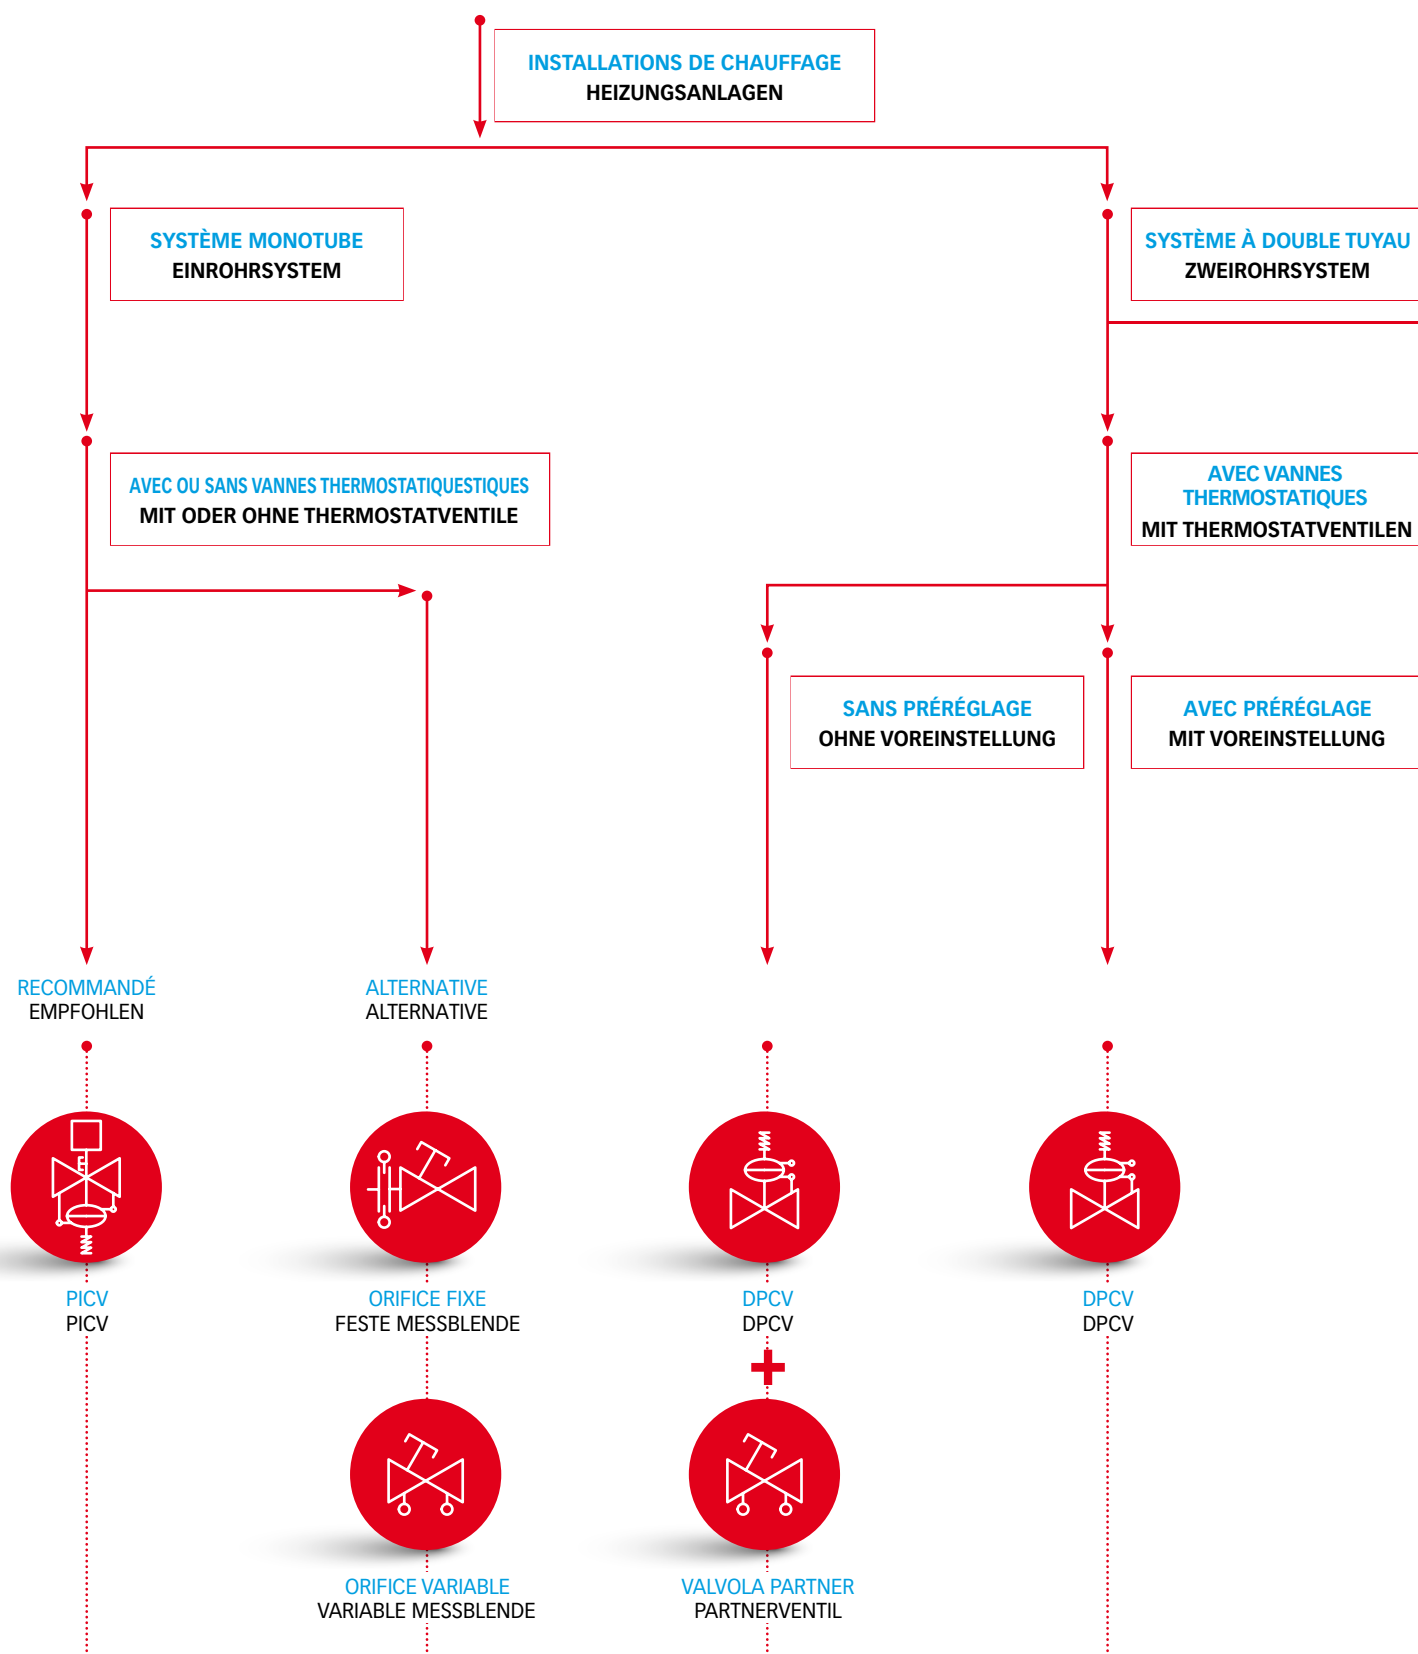 INSTALLATIONS DE CHAUFFAGE
HEIZUNGSANLAGEN
SYSTÈME MONOTUBE
EINROHRSYSTEM
SYSTÈME À DOUBLE TUYAU
ZWEIROHRSYSTEM
AVEC OU SANS VANNES THERMOSTATIQUESTIQUES
MIT ODER OHNE THERMOSTATVENTILE
AVEC VANNES
THERMOSTATIQUES
MIT THERMOSTATVENTILEN
SANS PRÉRÉGLAGE
OHNE VOREINSTELLUNG
AVEC PRÉRÉGLAGE
MIT VOREINSTELLUNG
RECOMMANDÉ
EMPFOHLEN
ALTERNATIVE
ALTERNATIVE
PICV
PICV
ORIFICE FIXE
FESTE MESSBLENDE
DPCV
DPCV
DPCV
DPCV
ORIFICE VARIABLE
VARIABLE MESSBLENDE
VALVOLA PARTNER
PARTNERVENTIL